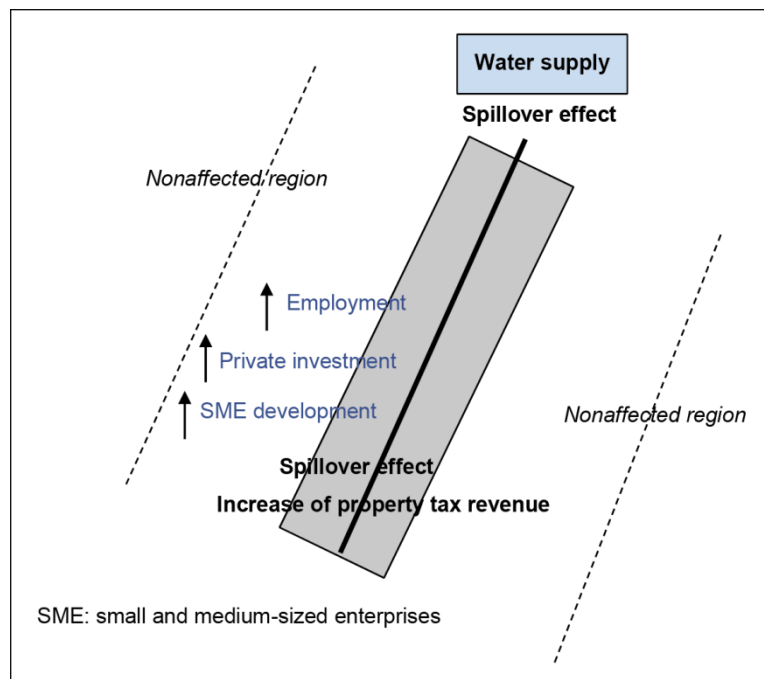 Water supply
Spillover effect
Nonaffected region
Employment
Private investment
SME development
Nonaffected region
Spillover effect
Increase of property tax revenue
SME: small and medium-sized enterprises